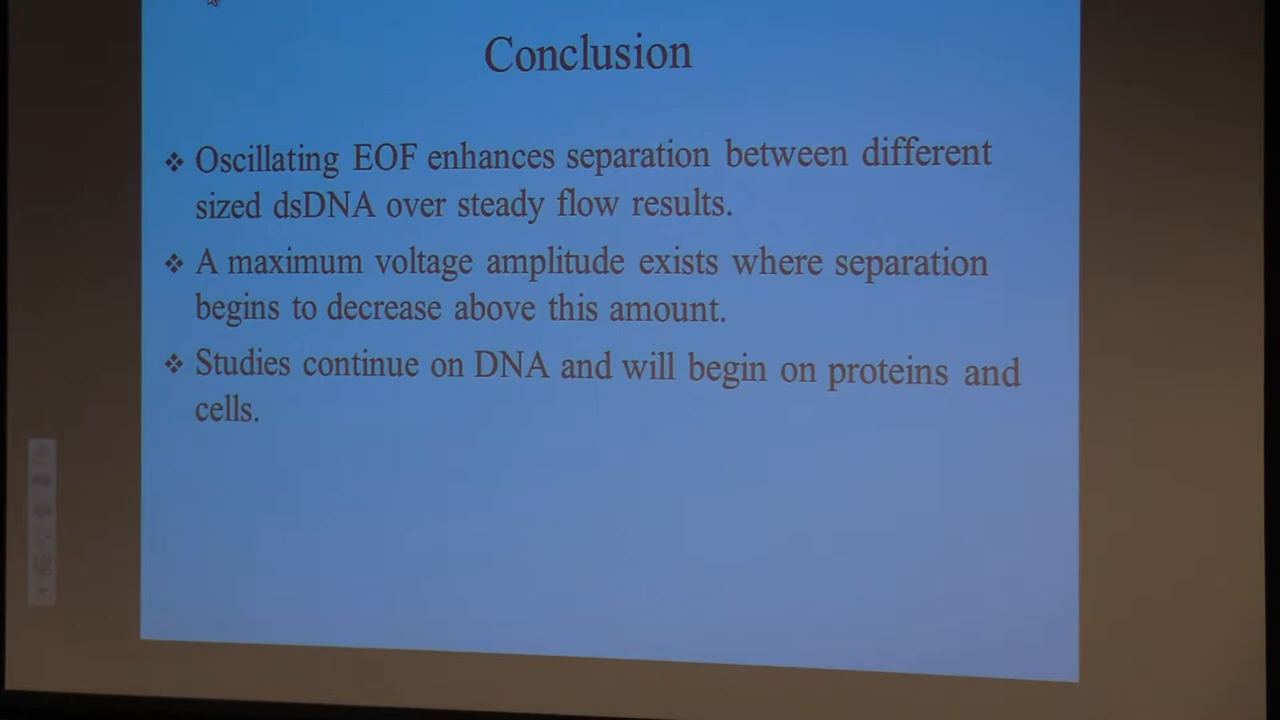 Conclusion
❖ Oscillating EOF enhances separation between different
sized dsDNA over steady flow results.
❖ A maximum voltage amplitude exists where separation
begins to decrease above this amount.
❖ Studies continue on DNA and will begin on proteins and
cells.